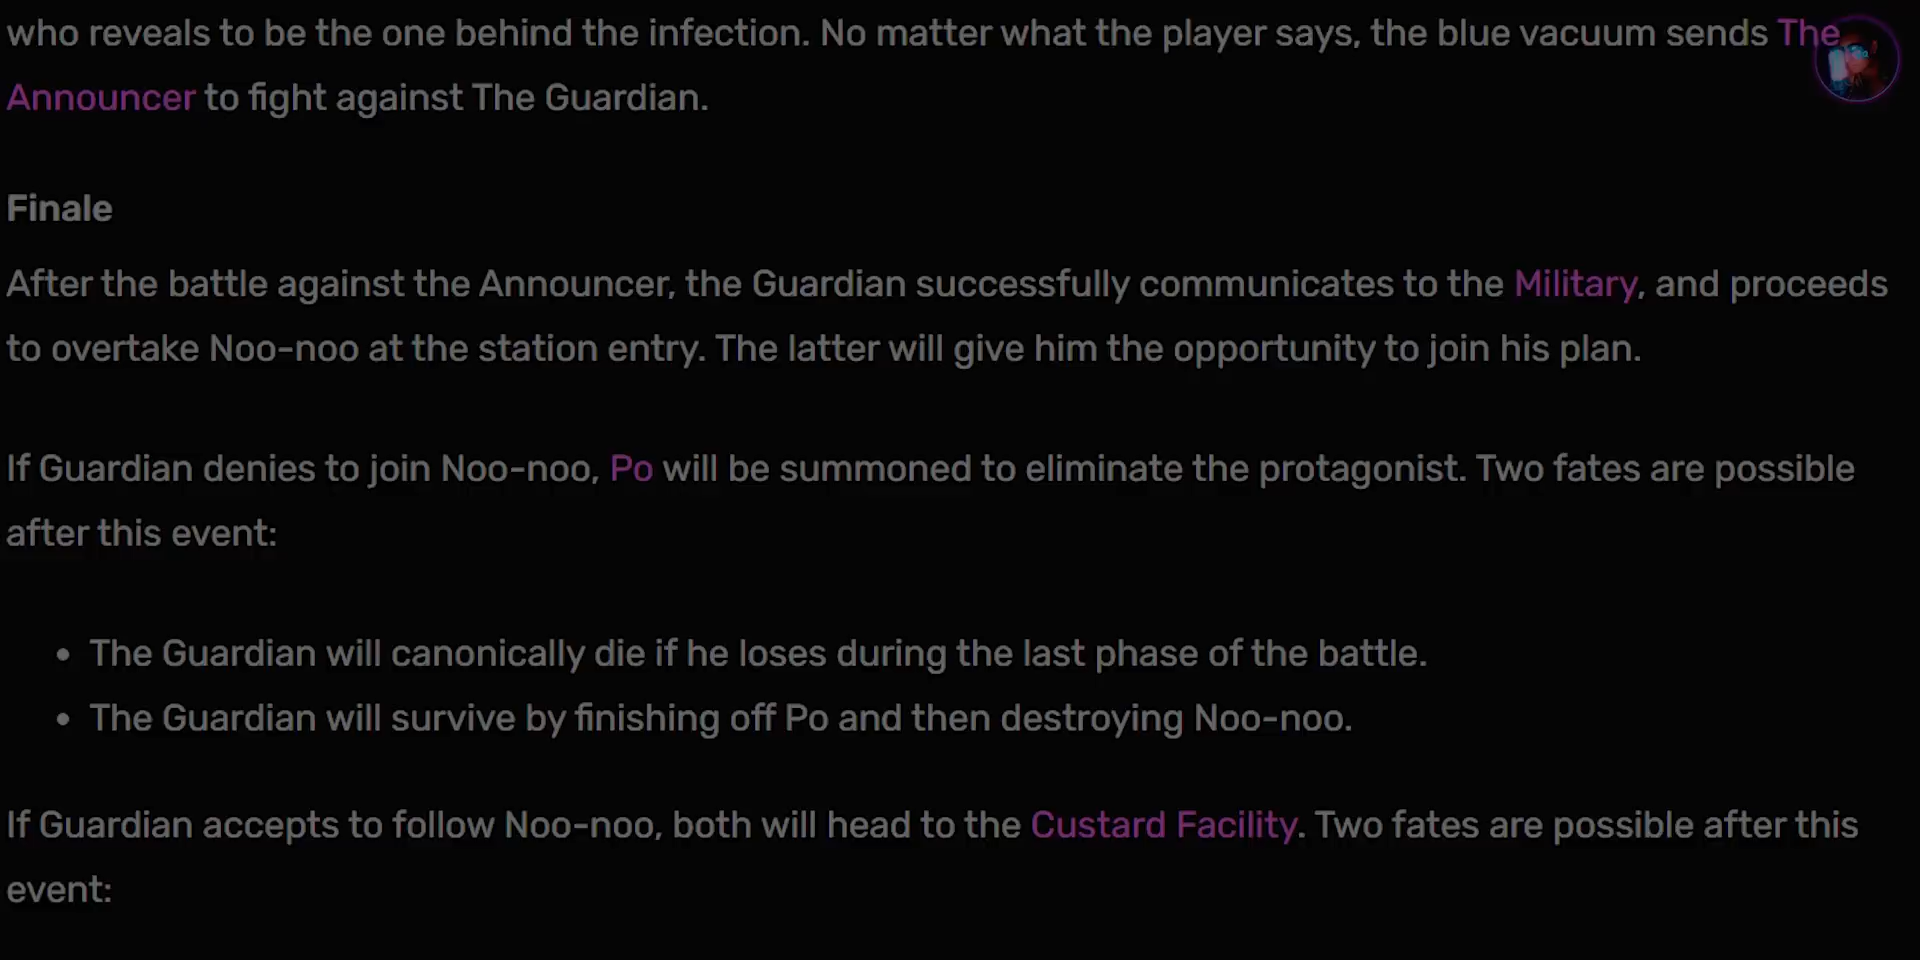 who reveals to be the one behind the infection. No matter what the player says, the blue vacuum sends The
Announcer to fight against The Guardian.
Finale
After the battle against the Announcer, the Guardian successfully communicates to the Military, and proceeds
to overtake Noo-noo at the station entry. The latter will give him the opportunity to join his plan.
If Guardian denies to join Noo-noo, Po will be summoned to eliminate the protagonist. Two fates are possible
after this event:
• The Guardian will canonically die if he loses during the last phase of the battle.
• The Guardian will survive by finishing off Po and then destroying Noo-noo.
If Guardian accepts to follow Noo-noo, both will head to the Custard Facility. Two fates are possible after this
event: